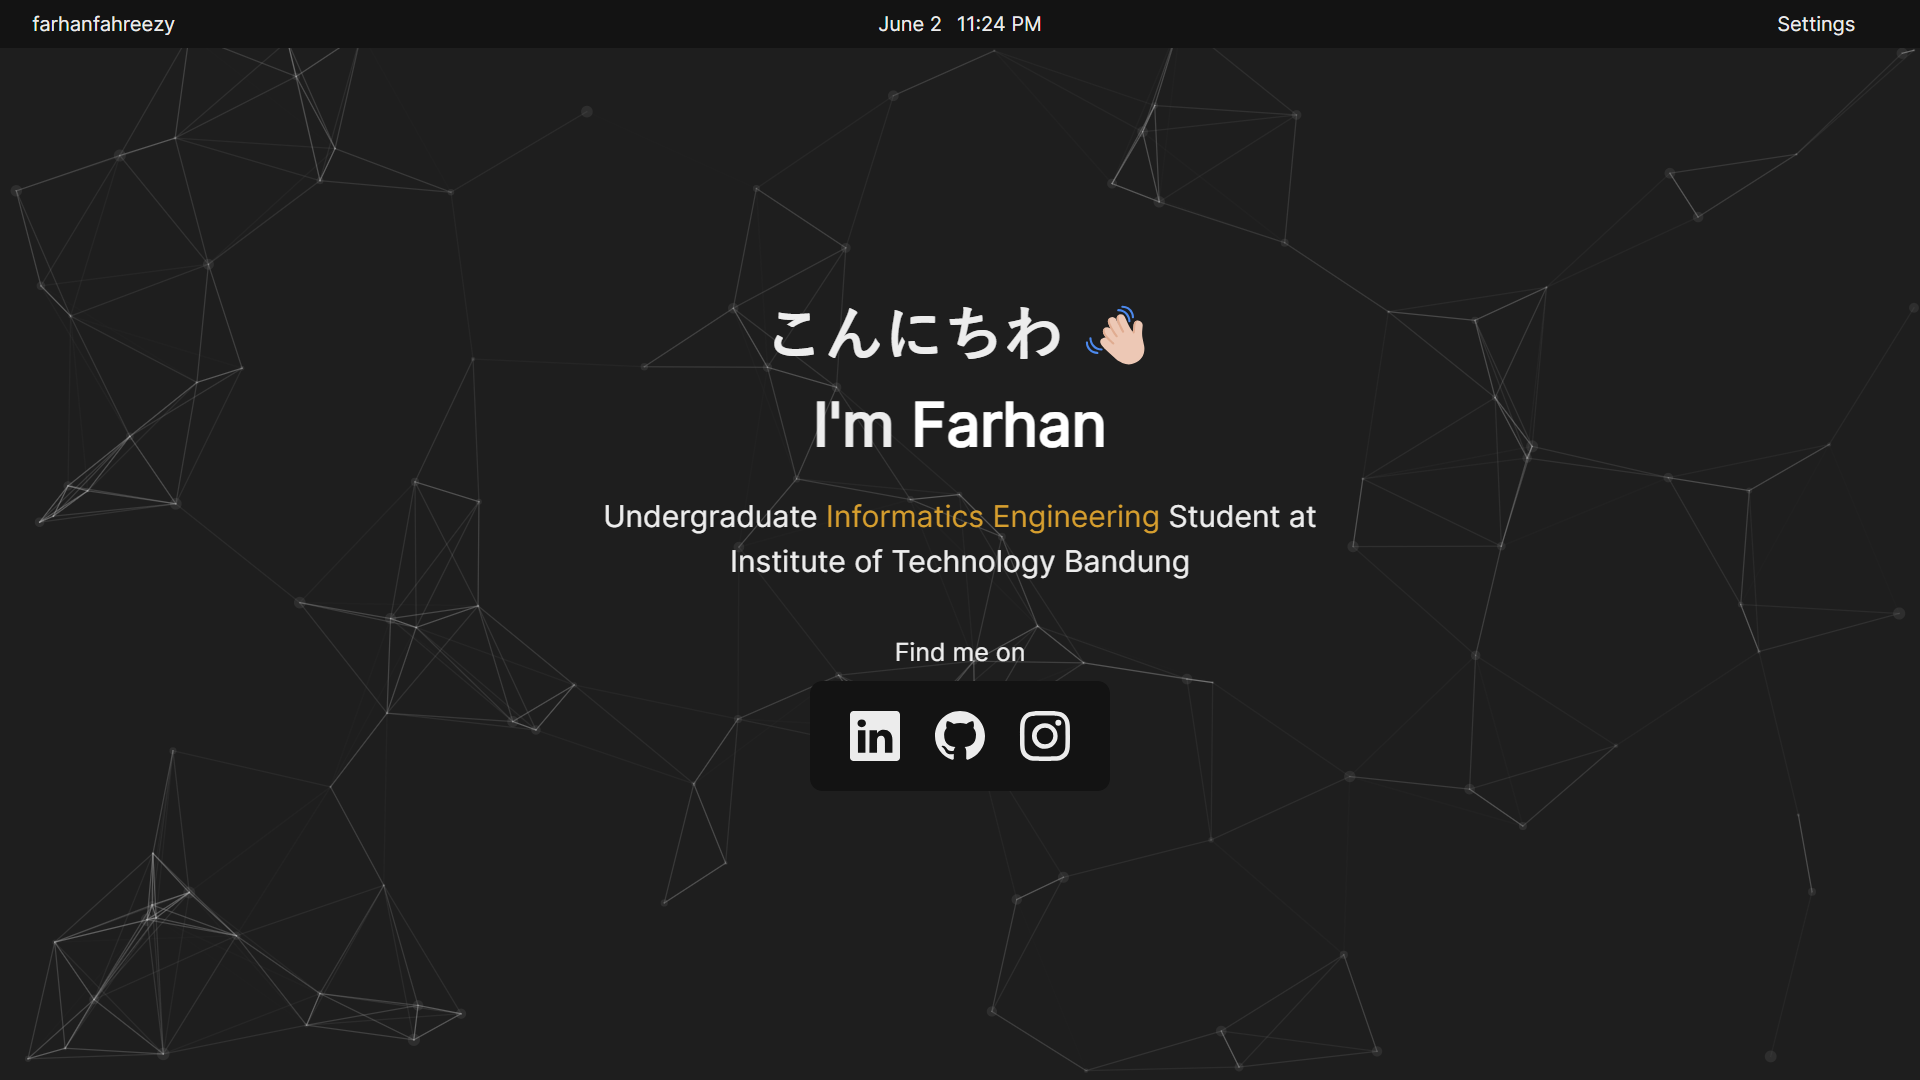 farhanfahreezy
June 2 11:24 PM
Settings
こんにちわ 👋🏻
I'm Farhan
Undergraduate Informatics Engineering Student at
Institute of Technology Bandung
Find me on
in